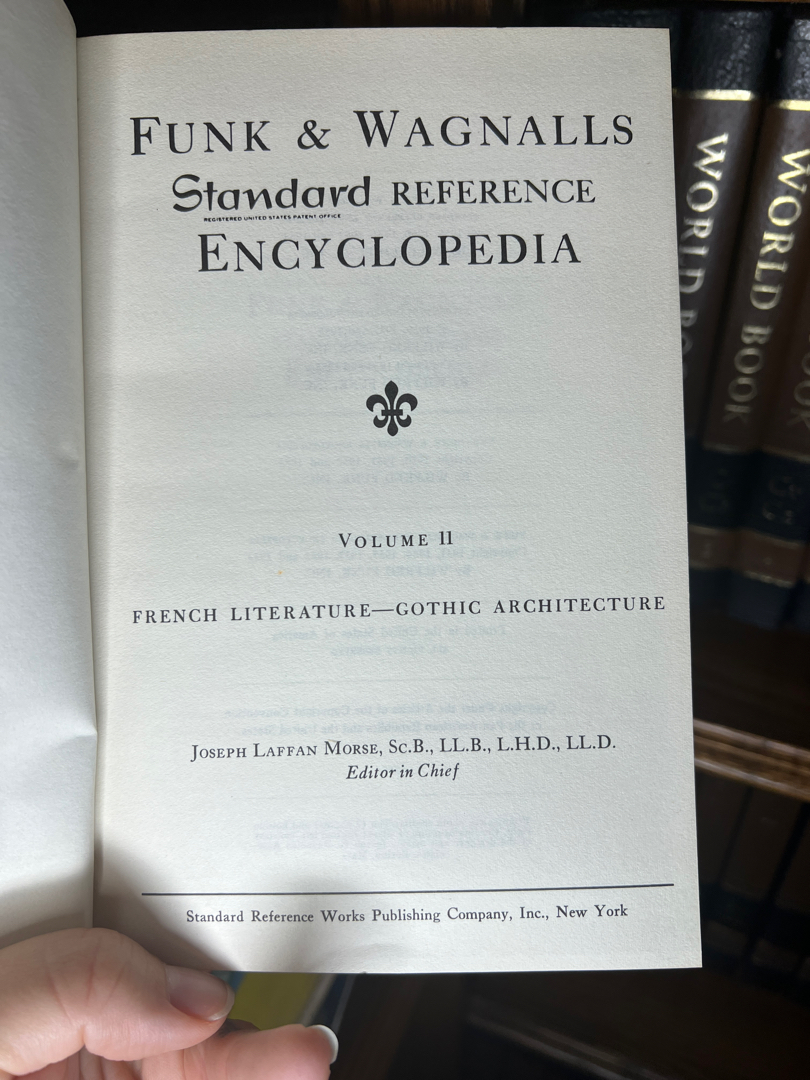 FUNK & WAGNALLS
Standard REFERENCE
REGISTERED UNITED STATES PATENT OFFICE
ENCYCLOPEDIA
VOLUME 11
FRENCH LITERATURE—GOTHIC ARCHITECTURE
JOSEPH LAFFAN MORSE, Sc.B., LL.B., L.H.D., LL.D.
Editor in Chief
Standard Reference Works Publishing Company, Inc., New York
WORLD BOOK
WORLD BOOK